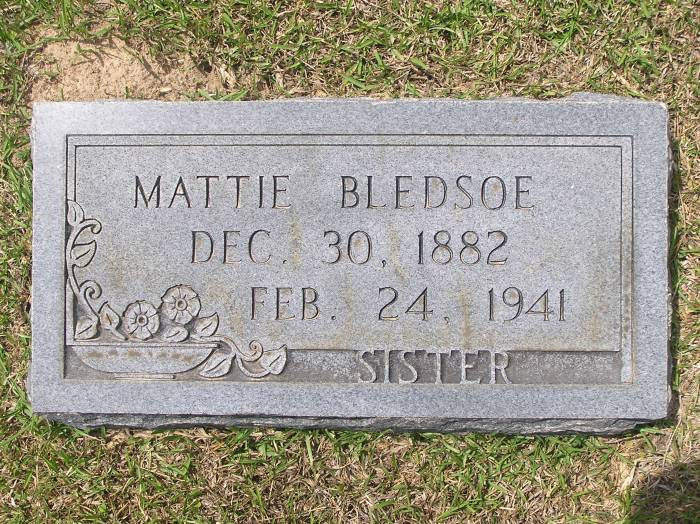 MATTIE BLEDSOE
DEC. 30, 1882
FEB. 24, 1941
SISTER